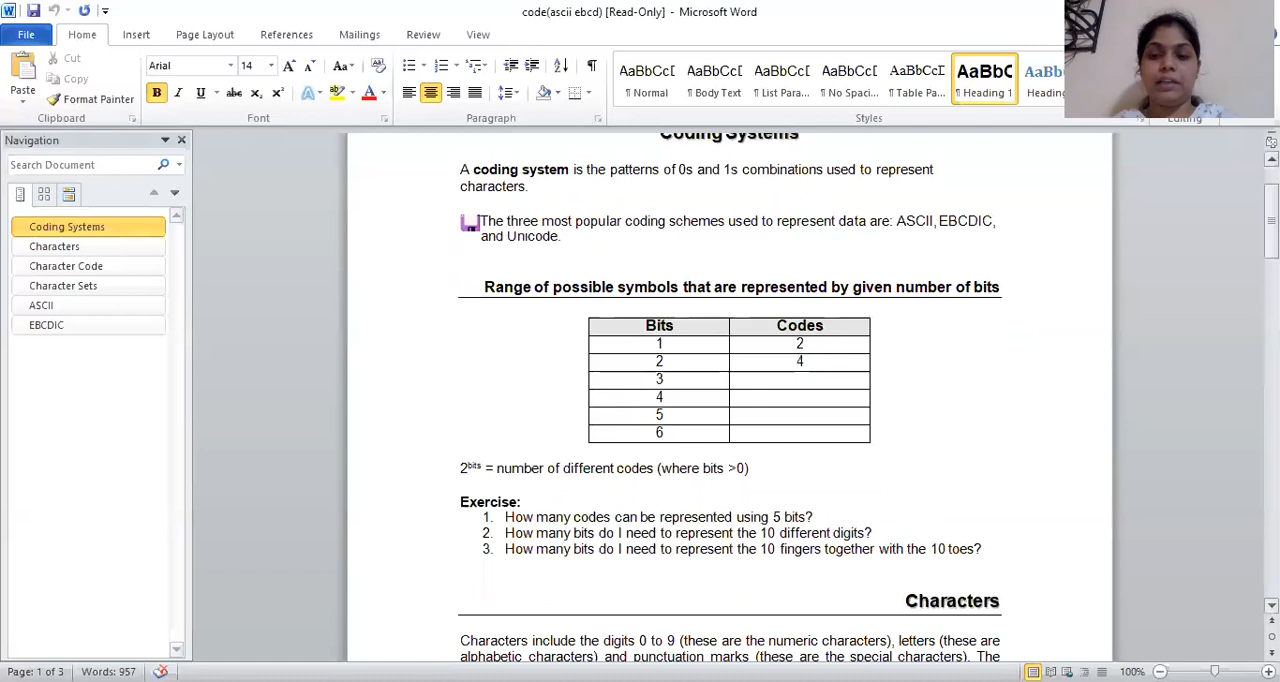 code(ascii ebcd) [Read-Only] - Microsoft Word
File Home Insert Page Layout References Mailings Review View
Cut
Copy
Format Painter
Paste
Arial 14
AaBbCcI AaBbCcI AaBbCcI AaBbCcI AaBbCcI AaBbC AaBbCc
¶ Normal ¶ Body Text ¶ List Para... ¶ No Spaci... ¶ Table Pa... ¶ Heading 1 Heading
Clipboard Font Paragraph Styles Editing
Navigation
Search Document
Coding Systems
Characters
Character Code
Character Sets
ASCII
EBCDIC
Coding Systems
A coding system is the patterns of 0s and 1s combinations used to represent
characters.
The three most popular coding schemes used to represent data are: ASCII, EBCDIC,
and Unicode.
Range of possible symbols that are represented by given number of bits
Bits Codes
1 2
2 4
3
4
5
6
2bits = number of different codes (where bits >0)
Exercise:
1. How many codes can be represented using 5 bits?
2. How many bits do I need to represent the 10 different digits?
3. How many bits do I need to represent the 10 fingers together with the 10 toes?
Characters
Characters include the digits 0 to 9 (these are the numeric characters), letters (these are
alphabetic characters) and punctuation marks (these are the special characters). The
Page: 1 of 3 Words: 957 100%